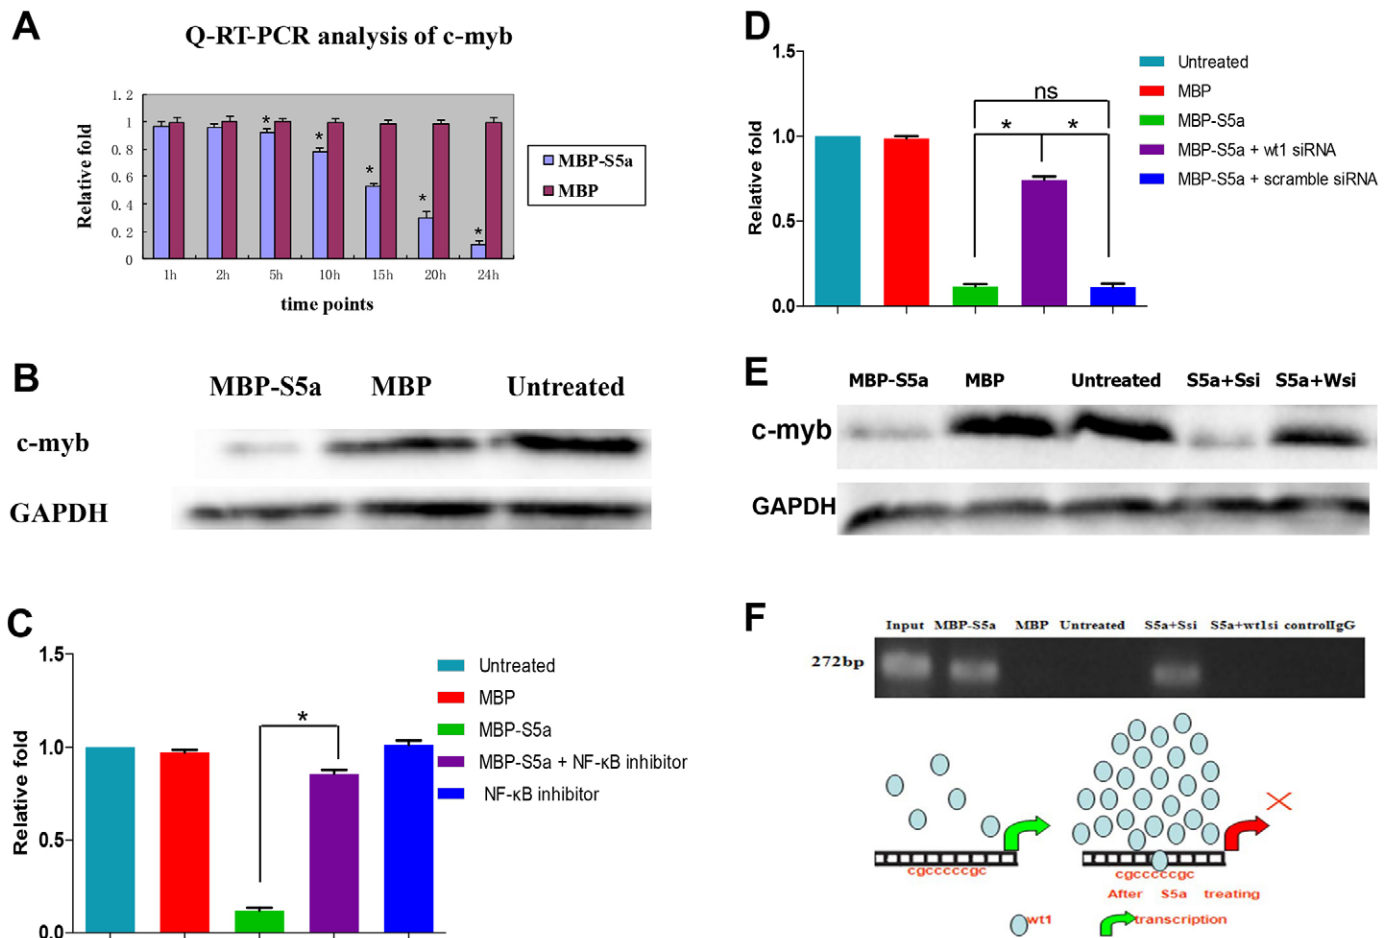 A
Q-RT-PCR analysis of c-myb
Relative fold
1. 2
1
0. 8
0. 6
0. 4
0. 2
0
*
*
*
*
*
1h 2h 5h 10h 15h 20h 24h
time points
MBP-S5a
MBP
B
MBP-S5a MBP Untreated
c-myb
GAPDH
C
Relative fold
1.5
1.0
0.5
0.0
*
Untreated
MBP
MBP-S5a
MBP-S5a + NF-κB inhibitor
NF-κB inhibitor
D
Relative fold
1.5
1.0
0.5
0.0
ns
* *
Untreated
MBP
MBP-S5a
MBP-S5a + wt1 siRNA
MBP-S5a + scramble siRNA
E
MBP-S5a MBP Untreated S5a+Ssi S5a+Wsi
c-myb
GAPDH
F
Input MBP-S5a MBP Untreated S5a+Ssi S5a+wt1si controlIgG
272bp
cgcccccgc
cgcccccgc
After S5a treating
wt1
transcription